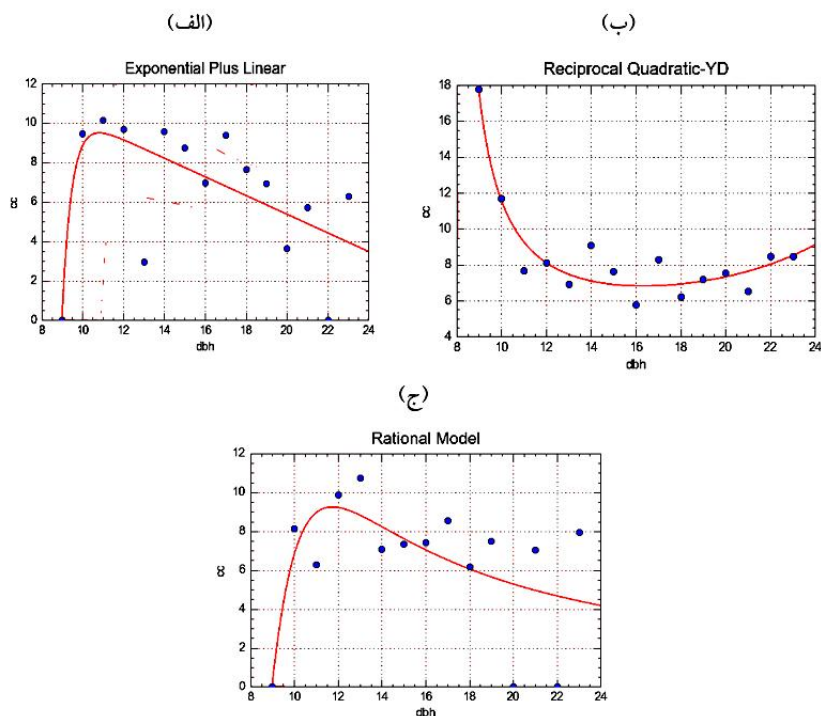 (الف)
Exponential Plus Linear
12
10
8
6
4
2
0
cc
8 10 12 14 16 18 20 22 24
dbh
(ب)
Reciprocal Quadratic-YD
18
16
14
12
10
8
6
4
cc
8 10 12 14 16 18 20 22 24
dbh
(ج)
Rational Model
12
10
8
6
4
2
0
cc
8 10 12 14 16 18 20 22 24
dbh